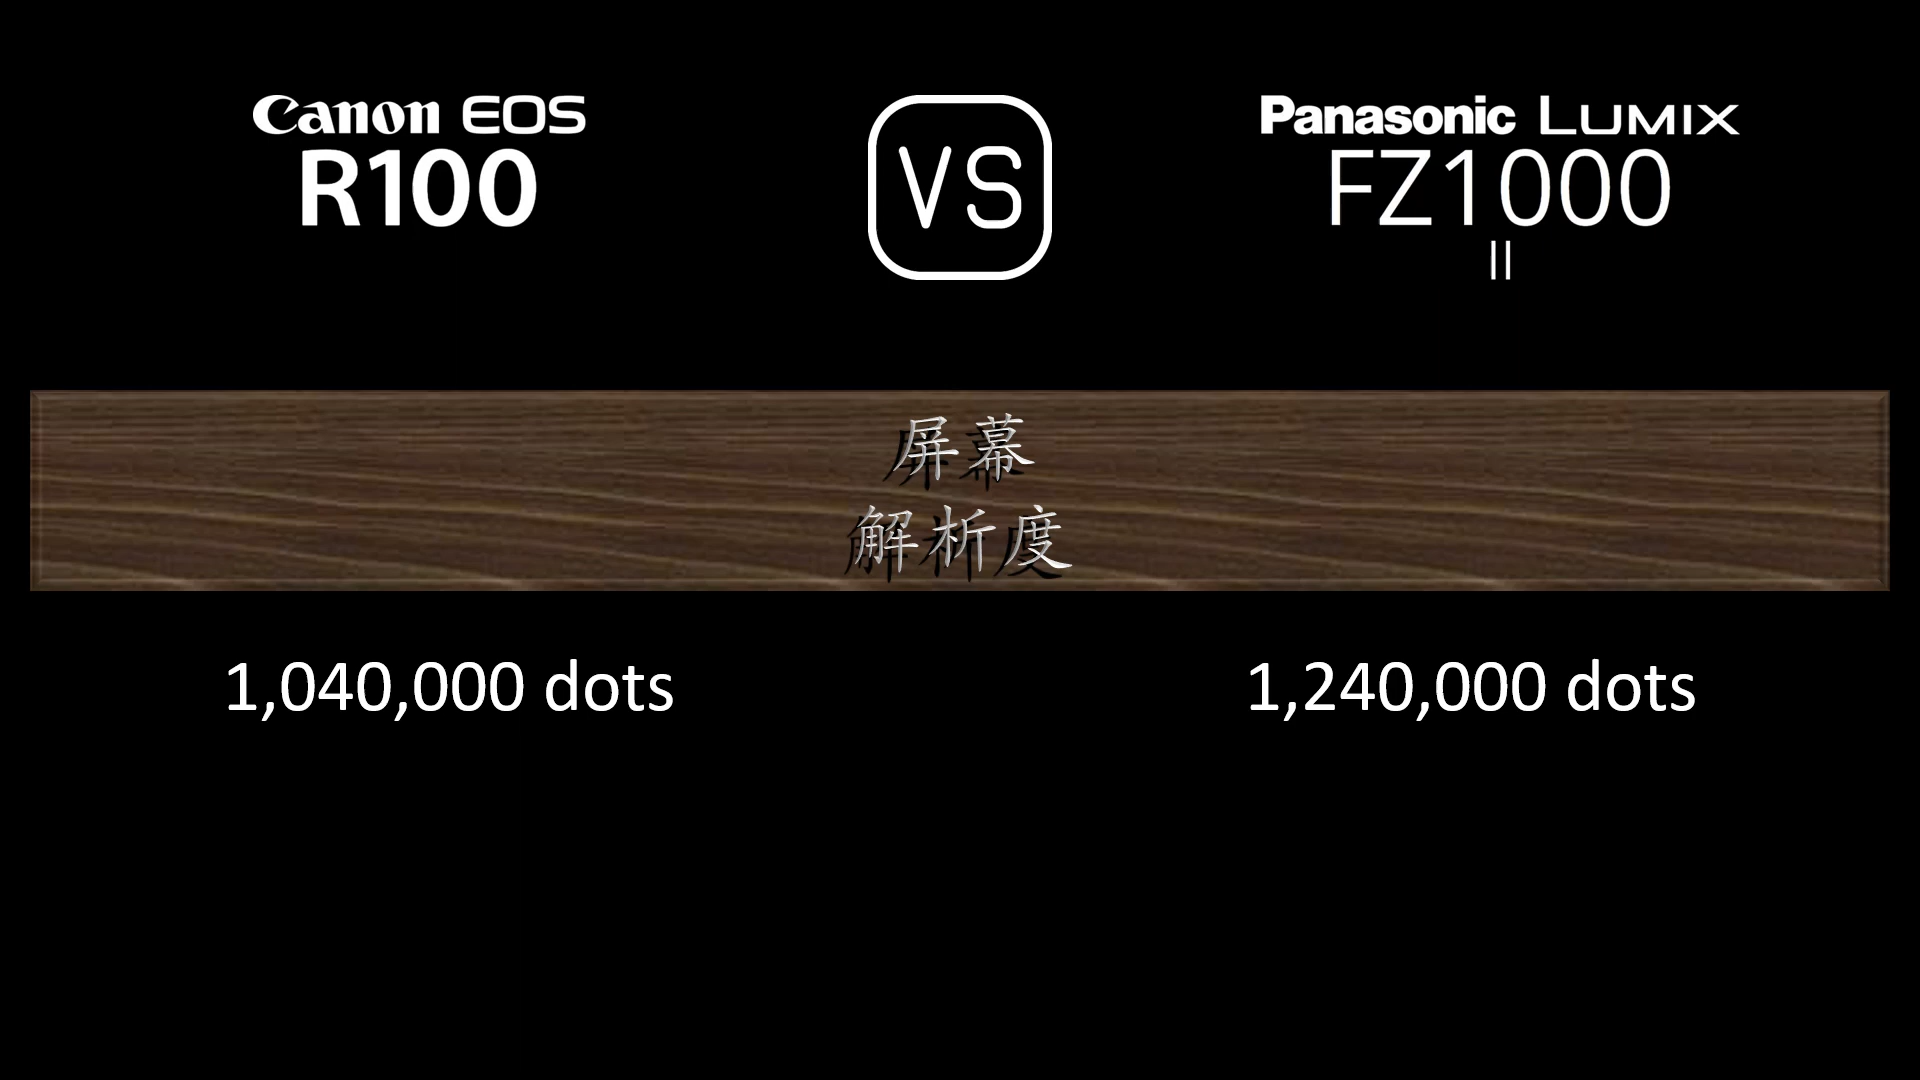 Canon EOS
R100
VS
Panasonic LUMIX
FZ1000
II
屏幕
解析度
1,040,000 dots
1,240,000 dots